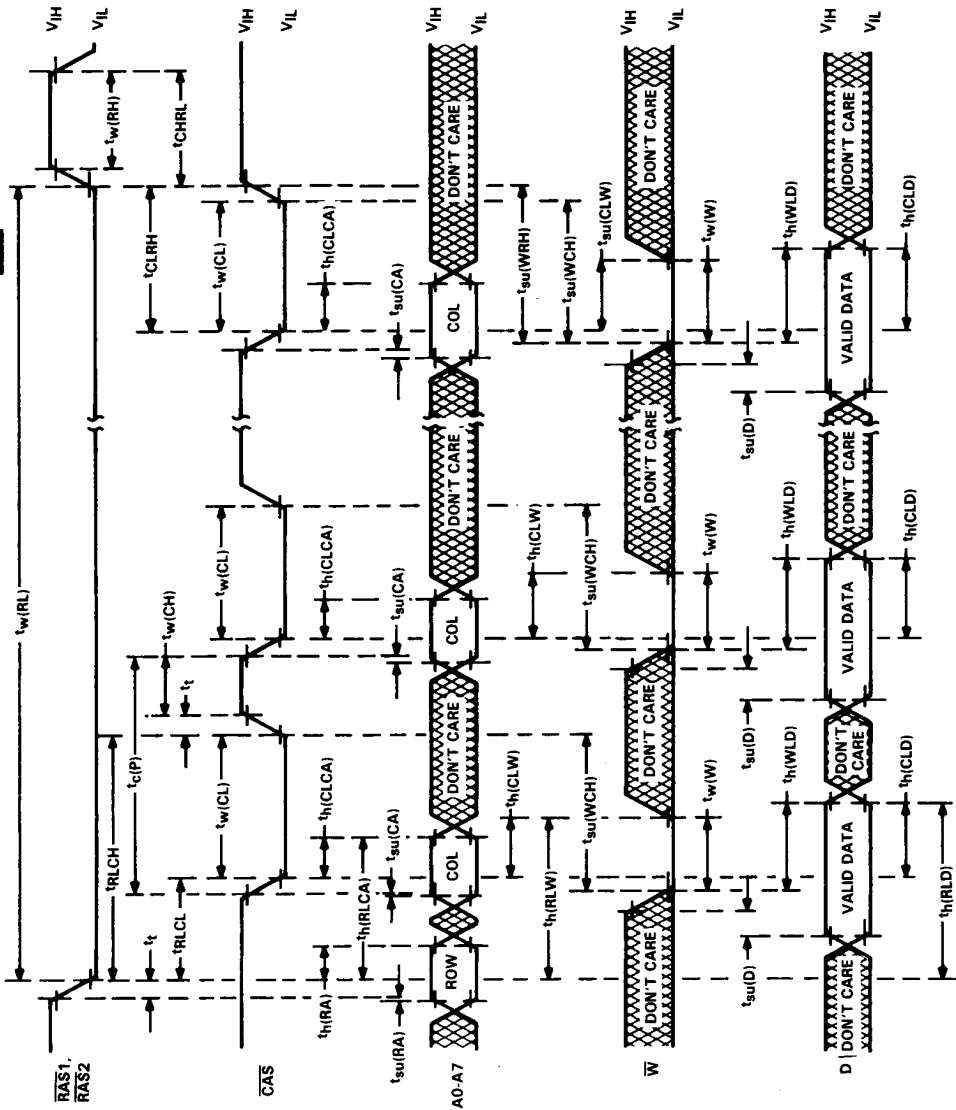 tw(RL)
tw(RH)
tCHRL
tRLCH
tCLRH
tt
tRLCL
tc(P)
tt
tw(CH)
tw(CL)
tw(CL)
tw(CL)
th(RA)
tsu(RA)
th(RLCA)
th(CLCA)
tsu(CA)
th(CLCA)
tsu(CA)
th(CLCA)
tsu(CA)
RAS1,
RAS2
VIH
VIL
CAS
VIH
VIL
A0-A7
ROW
COL
DON'T CARE
COL
DON'T CARE
COL
DON'T CARE
VIH
VIL
th(RLW)
th(CLW)
tsu(WCH)
th(CLW)
tsu(WCH)
tsu(WRH)
tsu(WCH)
tsu(CLW)
W
DON'T CARE
DON'T CARE
DON'T CARE
DON'T CARE
VIH
VIL
tw(W)
tw(W)
tw(W)
tsu(D)
th(WLD)
tsu(D)
th(WLD)
tsu(D)
th(WLD)
D
DON'T CARE
VALID DATA
DON'T
CARE
VALID DATA
DON'T CARE
VALID DATA
DON'T CARE
VIH
VIL
th(CLD)
th(RLD)
th(CLD)
th(CLD)